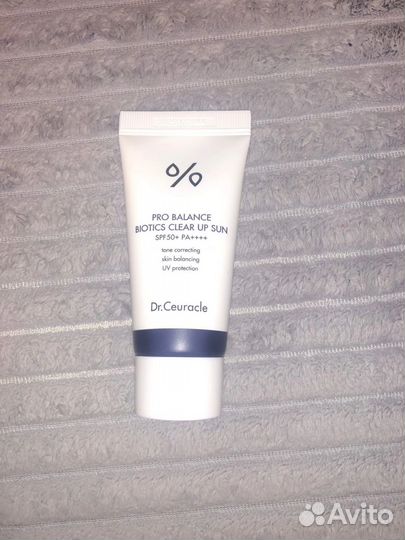 %
PRO BALANCE
BIOTICS CLEAR UP SUN
SPF50+ PA++++
tone correcting
skin balancing
UV protection
Dr.Ceuracle
Avito